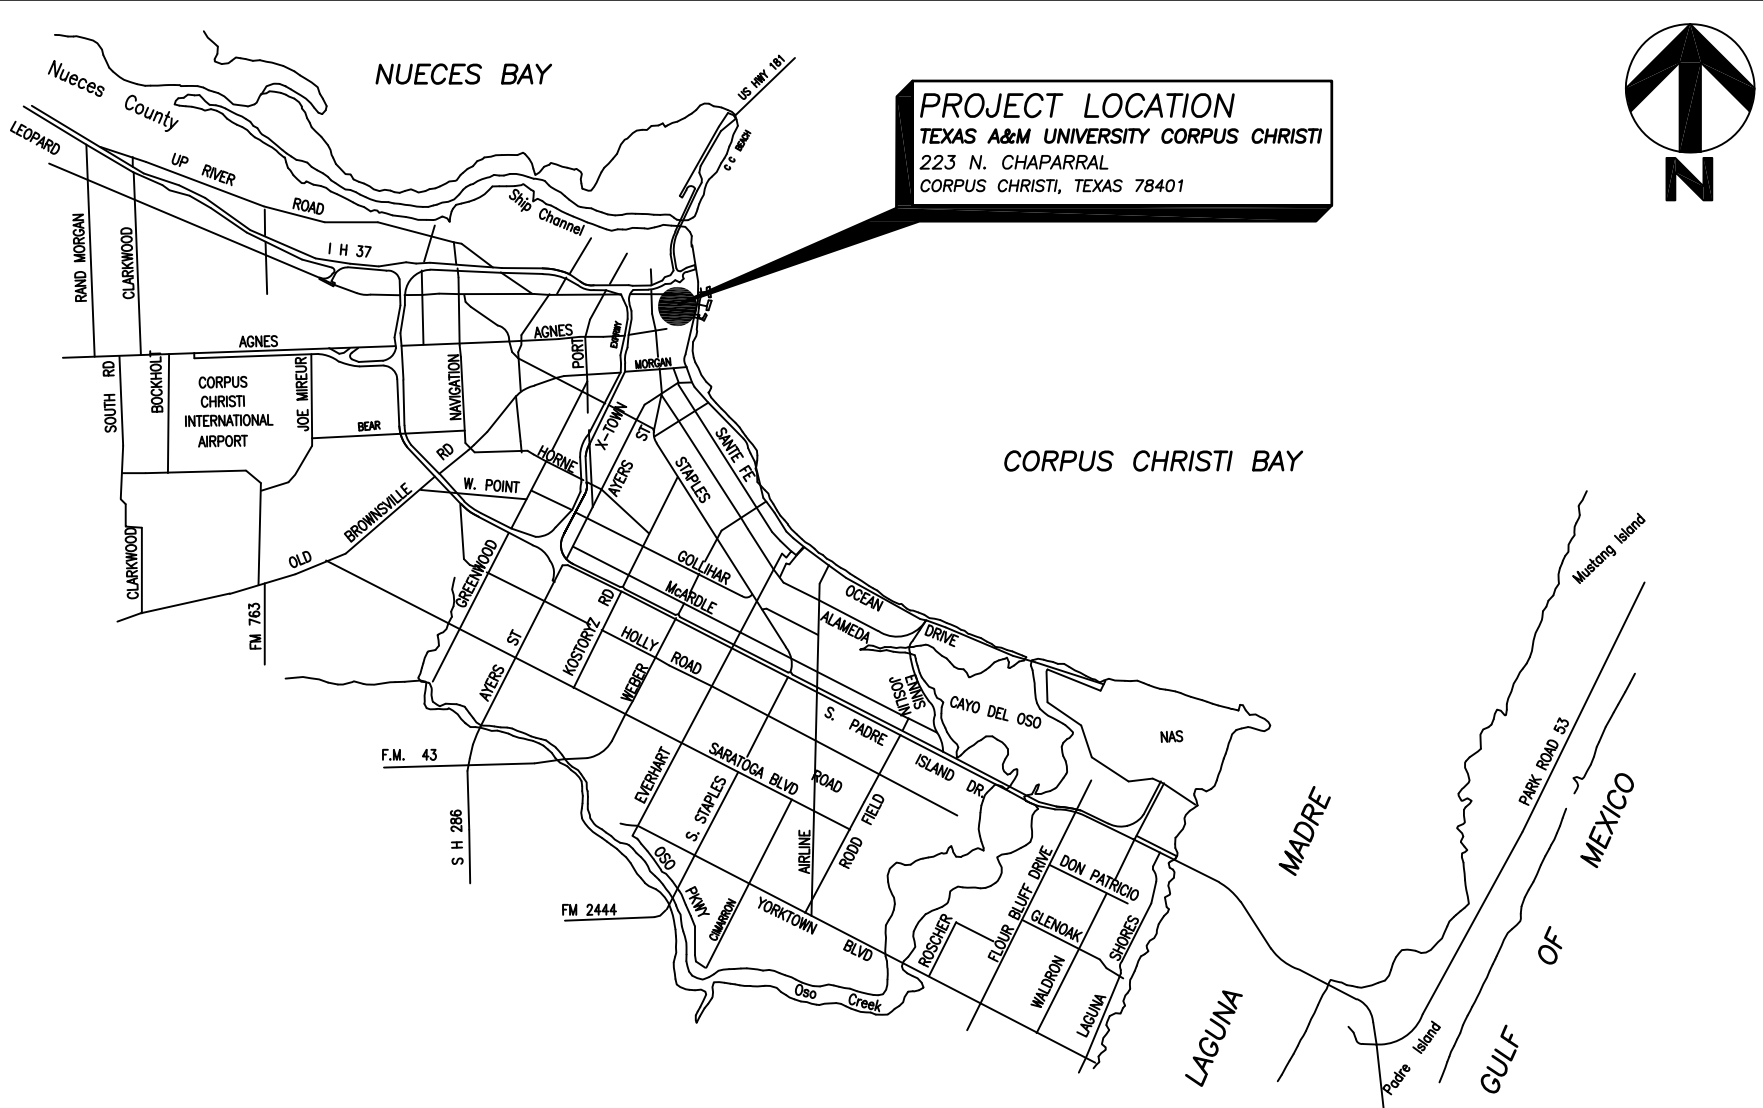 NUECES BAY
US HWY 181
Nueces County
C C BEACH
PROJECT LOCATION
TEXAS A&M UNIVERSITY CORPUS CHRISTI
223 N. CHAPARRAL
CORPUS CHRISTI, TEXAS 78401
N
LEOPARD
UP RIVER ROAD
Ship Channel
I H 37
RAND MORGAN
CLARKWOOD
AGNES
AGNES
EXPRWY
PORT
MORGAN
SOUTH RD
BOCKHOLT
CORPUS
CHRISTI
INTERNATIONAL
AIRPORT
JOE MIREUR
NAVIGATION
BEAR
X-TOWN
AYERS ST
SANTE FE
STAPLES
HORNE
RD
W. POINT
OLD BROWNSVILLE
CORPUS CHRISTI BAY
CLARKWOOD
FM 763
GREENWOOD
GOLLIHAR
McARDLE
OCEAN DRIVE
ALAMEDA
Mustang Island
AYERS ST
KOSTORYZ RD
HOLLY ROAD
WEBER
ENNIS
JOSLIN
CAYO DEL OSO
NAS
F.M. 43
S. PADRE ISLAND DR.
SARATOGA BLVD
ROAD
EVERHART
S. STAPLES
AIRLINE
RODD FIELD
S H 286
PARK ROAD 53
OSO PKWY
CIMARRON
FM 2444
YORKTOWN BLVD
ROSCHER
FLOUR BLUFF DRIVE
DON PATRICIO
GLENOAK
WALDRON
LAGUNA SHORES
Oso Creek
LAGUNA MADRE
Padre Island
GULF OF MEXICO